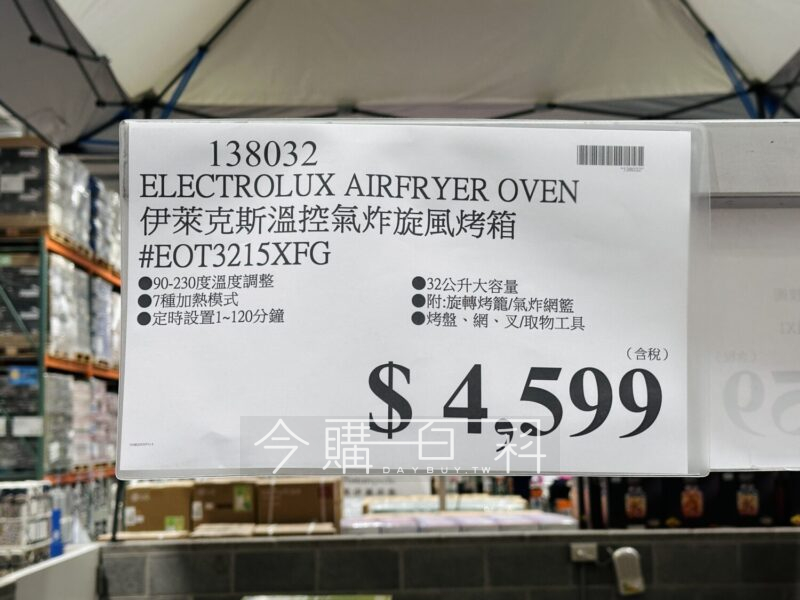 138032
"138032"
ELECTROLUX AIRFRYER OVEN
伊萊克斯溫控氣炸旋風烤箱
#EOT3215XFG
●90-230度溫度調整
●7種加熱模式
●定時設置1~120分鐘
●32公升大容量
●附:旋轉烤籠/氣炸網籃
●烤盤、網、叉/取物工具
（含稅）
$ 4,599
今購百科
DAYBUY.TW